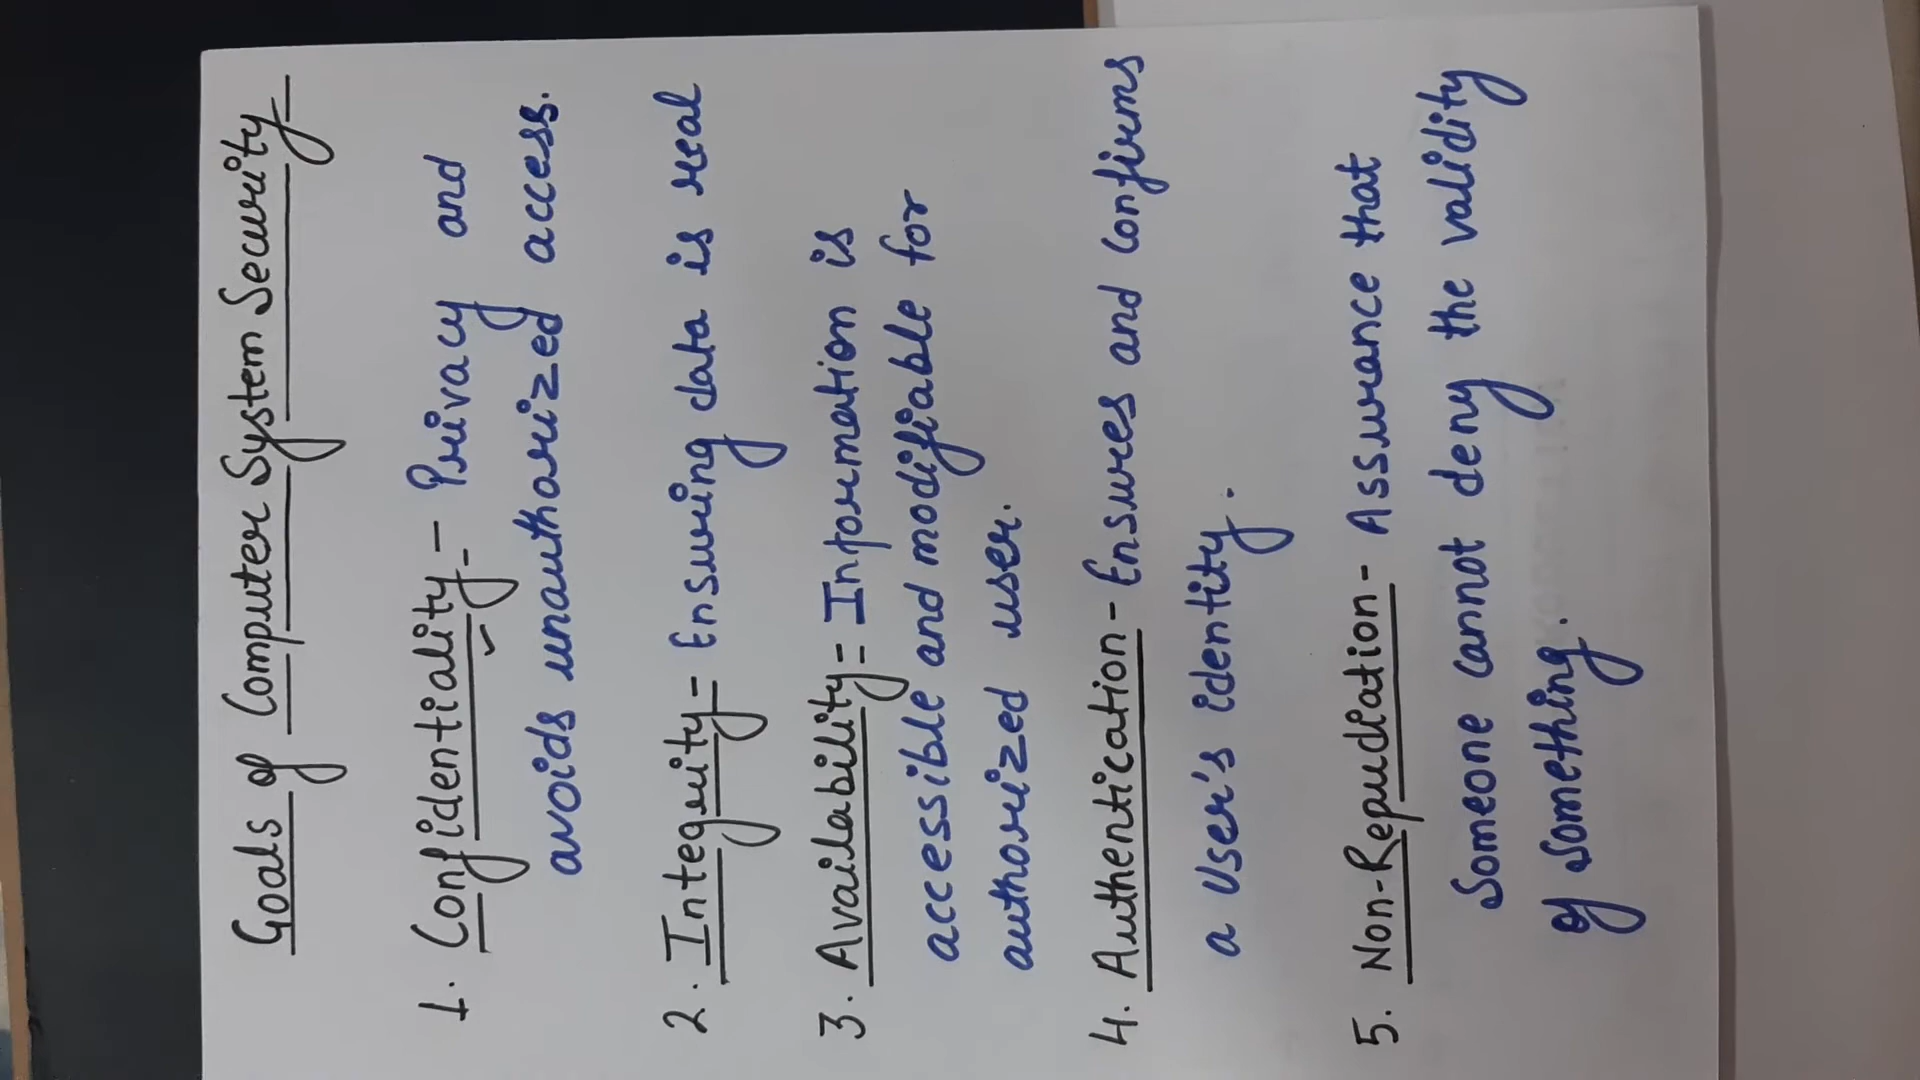 Goals of Computer System Security
1. Confidentiality - Privacy and
avoids unauthorized access.
2. Integrity = Ensuring data is real
3. Availability = Information is
accessible and modifiable for
authorized user.
4. Authentication - Ensures and confirms
a User's identity.
5. Non-Repudiation - Assurance that
Someone cannot deny the validity
of Something.